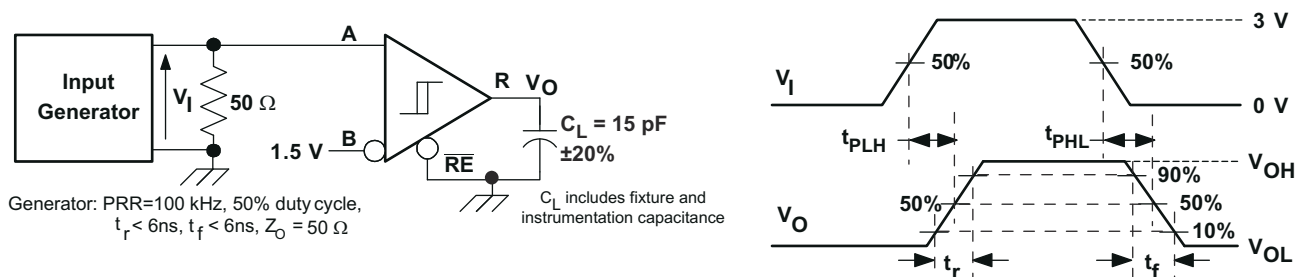 Input
Generator
V_I
50 Ω
A
R
V_O
B
1.5 V
RE
C_L = 15 pF
±20%
C_L includes fixture and
instrumentation capacitance
Generator: PRR=100 kHz, 50% duty cycle,
t_r < 6ns, t_f < 6ns, Z_O = 50 Ω
3 V
50%
50%
V_I
0 V
t_PLH
t_PHL
V_OH
90%
50%
50%
V_O
10%
V_OL
t_r
t_f